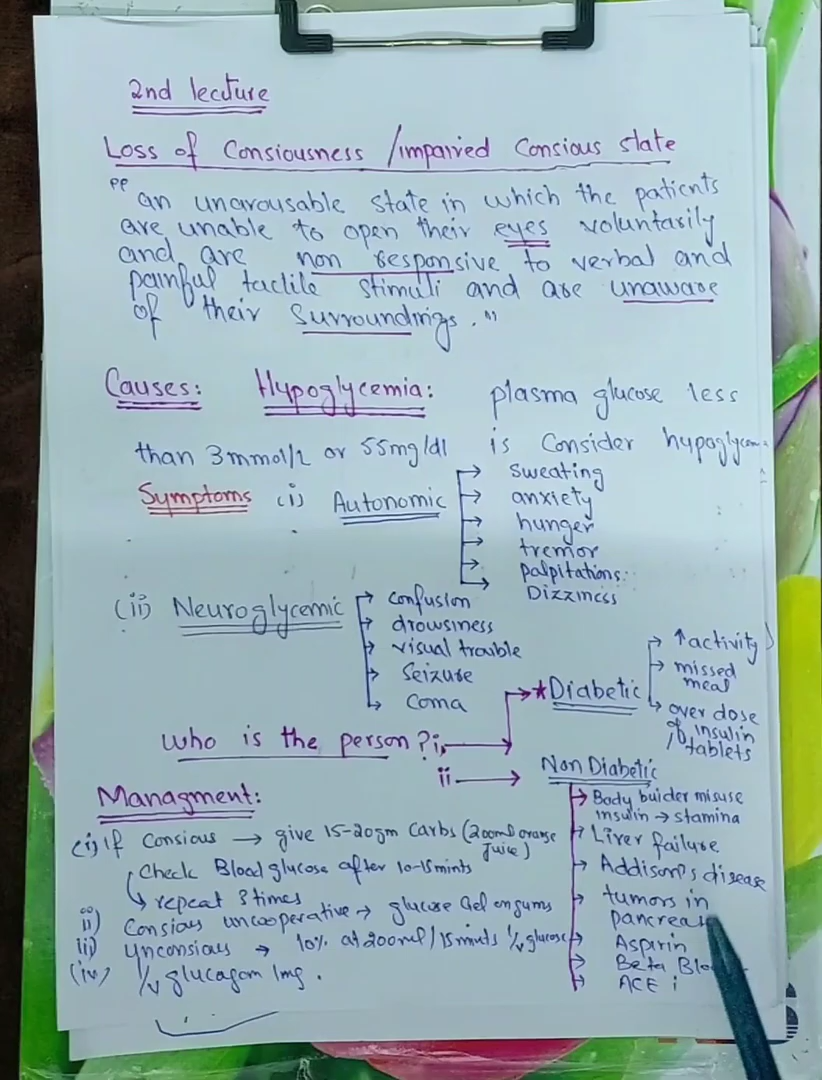 2nd lecture
Loss of Consiousness / impaired Consious state
"an unarousable state in which the patients
are unable to open their eyes voluntarily
and are non responsive to verbal and
painful tactile stimuli and are unaware
of their Surroundings."
Causes: Hypoglycemia: plasma glucose less
than 3mmol/L or 55mg/dl is Consider hypoglycem
Symptoms (i) Autonomic → Sweating
→ anxiety
→ hunger
→ tremor
→ palpitations
→ Dizziness
(ii) Neuroglycemic → Confusion
→ drowsiness
→ visual trouble
→ Seizure
→ Coma
who is the person? i, → ★ Diabetic
→ ↑ activity
→ missed
meal
→ over dose
of insulin
/ tablets
ii → Non Diabetic
→ Body buider misuse
insulin → stamina
→ Liver failure
→ Addison's disease
→ tumors in
pancreas
→ Aspirin
→ Beta Blo
→ ACE i
Managment:
(i) If Consious → give 15-20gm Carbs (200ml orange
Juice)
Check Blood glucose after 10-15mints
↳ repeat 3 times
ii) Consious uncooperative → glucose Gel on gums
iii) Unconsious → 10% at 200ml / 15mints I/v glucose
(iv) I/v glucagom 1mg.